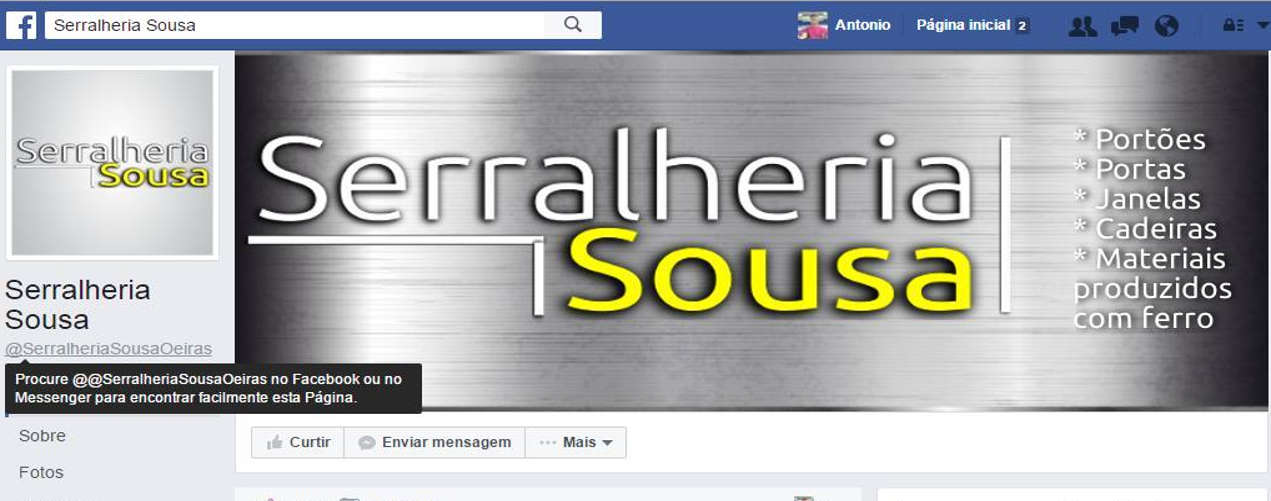 Serralheria Sousa
Antonio
Página inicial 2
Serralheria
Sousa
Serralheria
Sousa
* Portões
* Portas
* Janelas
* Cadeiras
* Materiais
produzidos
com ferro
Serralheria
Sousa
@SerralheriaSousaOeiras
Procure @@SerralheriaSousaOeiras no Facebook ou no
Messenger para encontrar facilmente esta Página.
Sobre
Fotos
Curtir
Enviar mensagem
Mais